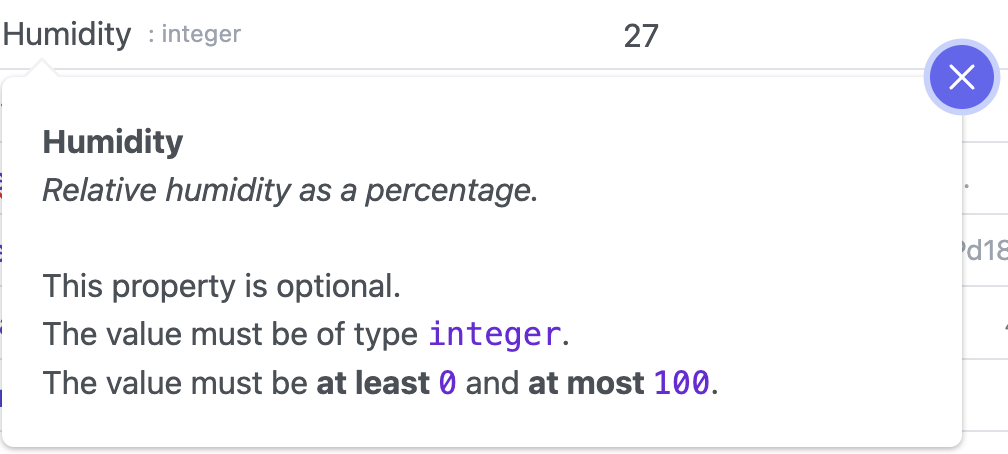 Humidity : integer 27
Humidity
Relative humidity as a percentage.
This property is optional.
The value must be of type integer.
The value must be at least 0 and at most 100.